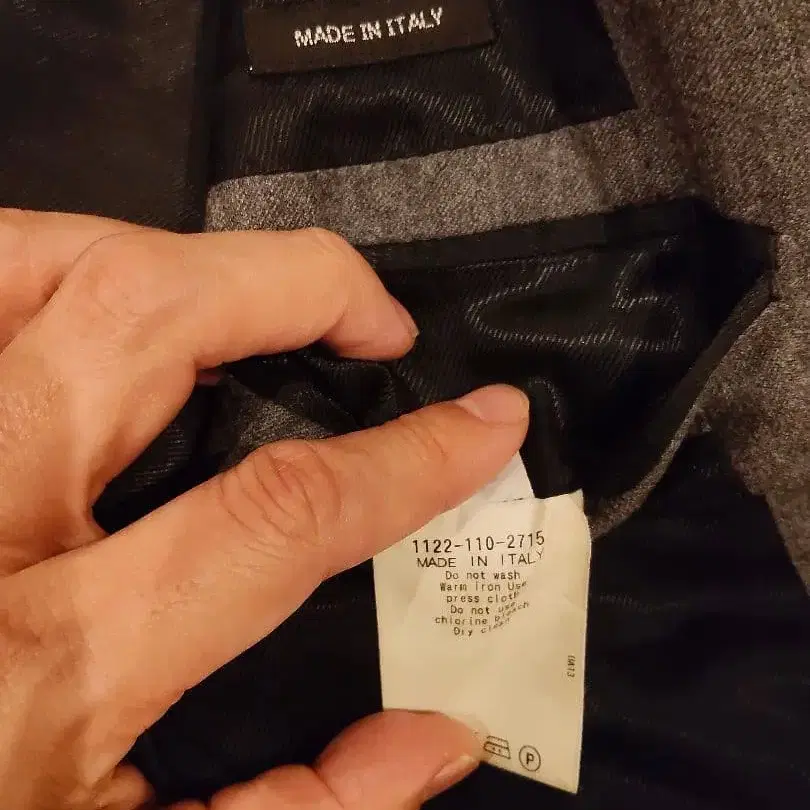 MADE IN ITALY
1122-110-2715
MADE IN ITALY
Do not wash
Warm iron Use
press cloth
Do not use
chlorine bleach
Dry clean
P